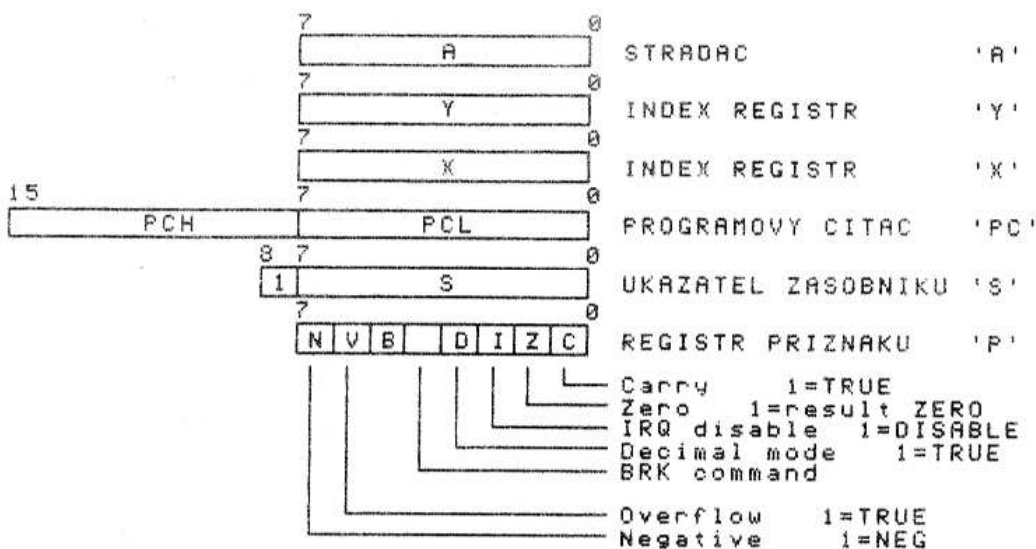 7 0
A STRADAC 'A'
7 0
Y INDEX REGISTR 'Y'
7 0
X INDEX REGISTR 'X'
15 7 0
PCH PCL PROGRAMOVY CITAC 'PC'
8 7 0
1 S UKAZATEL ZASOBNIKU 'S'
7 0
N V B D I Z C REGISTR PRIZNAKU 'P'
Carry 1=TRUE
Zero 1=result ZERO
IRQ disable 1=DISABLE
Decimal mode 1=TRUE
BRK command
Overflow 1=TRUE
Negative 1=NEG